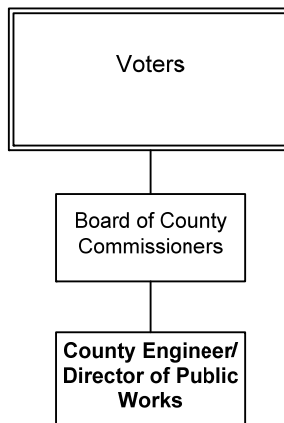 Voters
Board of County
Commissioners
County Engineer/
Director of Public
Works